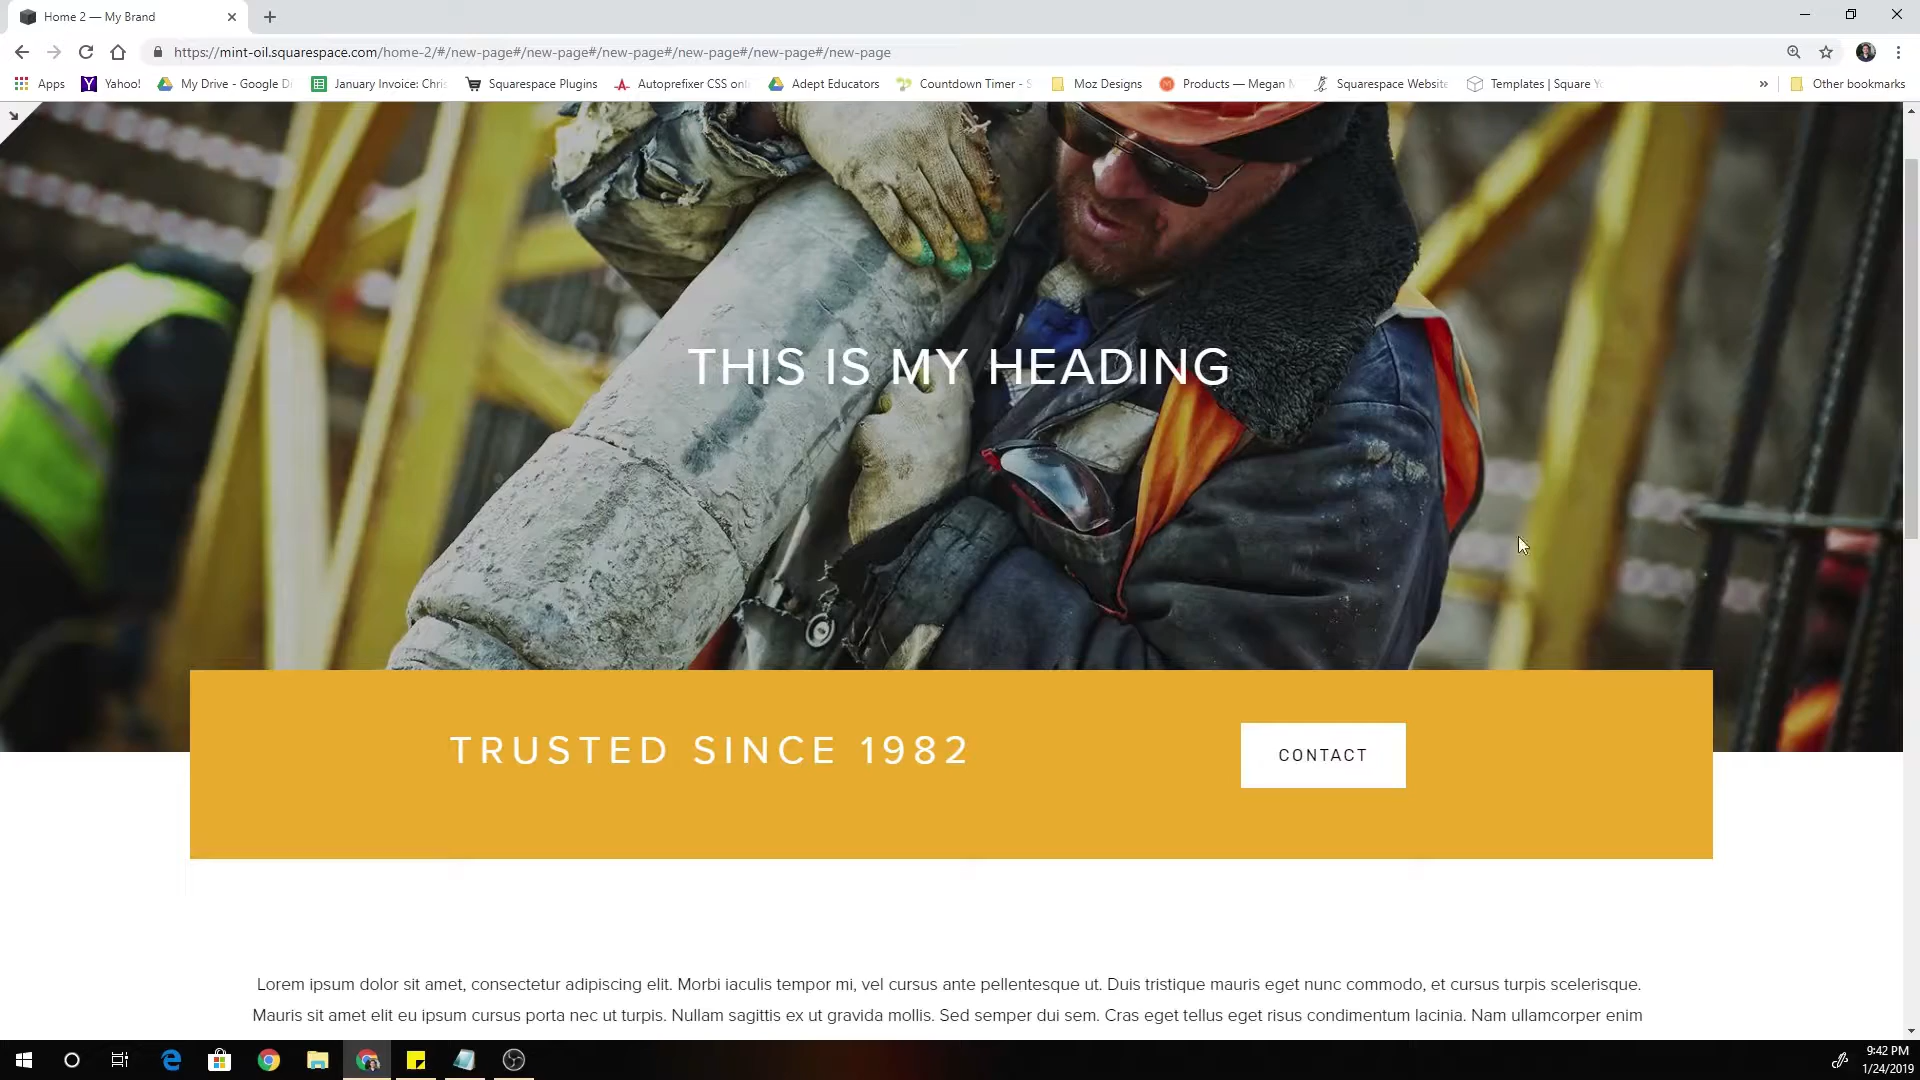 Home 2 — My Brand
https://mint-oil.squarespace.com/home-2/#/new-page#/new-page#/new-page#/new-page#/new-page#/new-page
Apps Yahoo! My Drive - Google Di January Invoice: Chris Squarespace Plugins Autoprefixer CSS onl Adept Educators Countdown Timer - S Moz Designs Products — Megan M Squarespace Website Templates | Square Yo » Other bookmarks
THIS IS MY HEADING
TRUSTED SINCE 1982
CONTACT
Lorem ipsum dolor sit amet, consectetur adipiscing elit. Morbi iaculis tempor mi, vel cursus ante pellentesque ut. Duis tristique mauris eget nunc commodo, et cursus turpis scelerisque.
Mauris sit amet elit eu ipsum cursus porta nec ut turpis. Nullam sagittis ex ut gravida mollis. Sed semper dui sem. Cras eget tellus eget risus condimentum lacinia. Nam ullamcorper enim
9:42 PM
1/24/2019